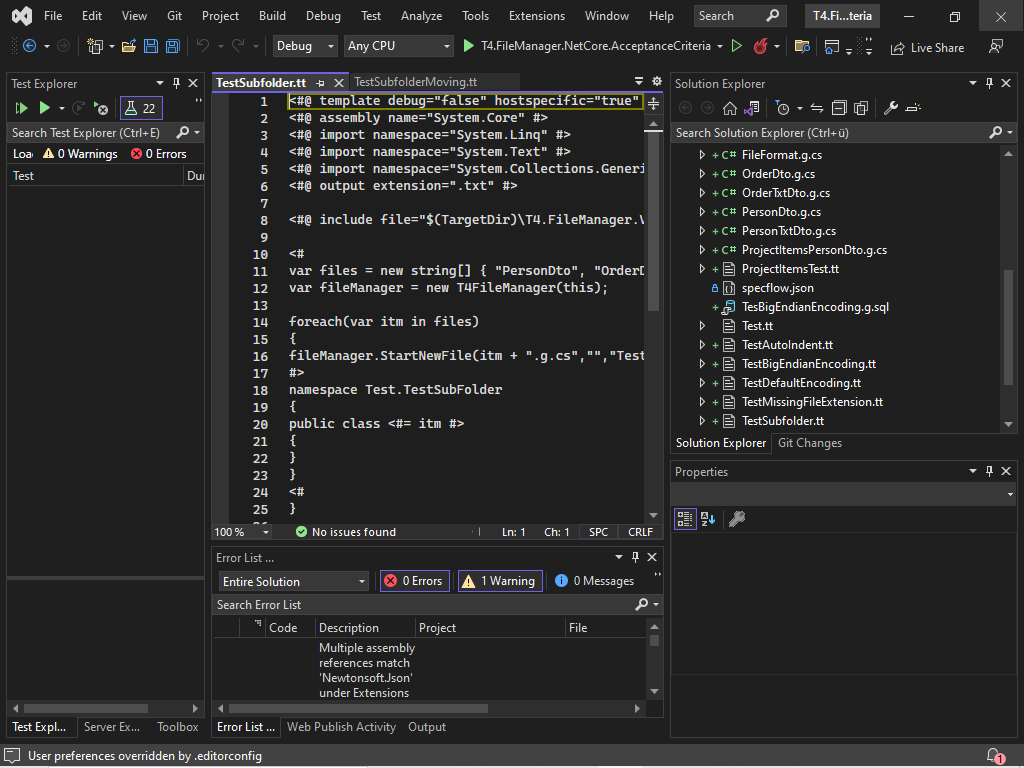 File Edit View Git Project Build Debug Test Analyze Tools Extensions Window Help Search T4.Fi...teria
Debug Any CPU T4.FileManager.NetCore.AcceptanceCriteria Live Share
Test Explorer
22
Search Test Explorer (Ctrl+E)
Loa 0 Warnings 0 Errors
Test Dur
TestSubfolder.tt TestSubfolderMoving.tt
1 <#@ template debug="false" hostspecific="true"
2 <#@ assembly name="System.Core" #>
3 <#@ import namespace="System.Linq" #>
4 <#@ import namespace="System.Text" #>
5 <#@ import namespace="System.Collections.Generi
6 <#@ output extension=".txt" #>
7
8 <#@ include file="$(TargetDir)\T4.FileManager.V
9
10 <#
11 var files = new string[] { "PersonDto", "OrderD
12 var fileManager = new T4FileManager(this);
13
14 foreach(var itm in files)
15 {
16 fileManager.StartNewFile(itm + ".g.cs","","Test
17 #>
18 namespace Test.TestSubFolder
19 {
20 public class <#= itm #>
21 {
22 }
23 }
24 <#
25 }
100 % No issues found Ln: 1 Ch: 1 SPC CRLF
Error List ...
Entire Solution 0 Errors 1 Warning 0 Messages
Search Error List
Code Description Project File
Multiple assembly
references match
'Newtonsoft.Json'
under Extensions
Test Expl... Server Ex... Toolbox
Error List ... Web Publish Activity Output
Solution Explorer
Search Solution Explorer (Ctrl+ü)
C# FileFormat.g.cs
C# OrderDto.g.cs
C# OrderTxtDto.g.cs
C# PersonDto.g.cs
C# PersonTxtDto.g.cs
C# ProjectItemsPersonDto.g.cs
ProjectItemsTest.tt
specflow.json
TesBigEndianEncoding.g.sql
Test.tt
TestAutoIndent.tt
TestBigEndianEncoding.tt
TestDefaultEncoding.tt
TestMissingFileExtension.tt
TestSubfolder.tt
Solution Explorer Git Changes
Properties
User preferences overridden by .editorconfig
1